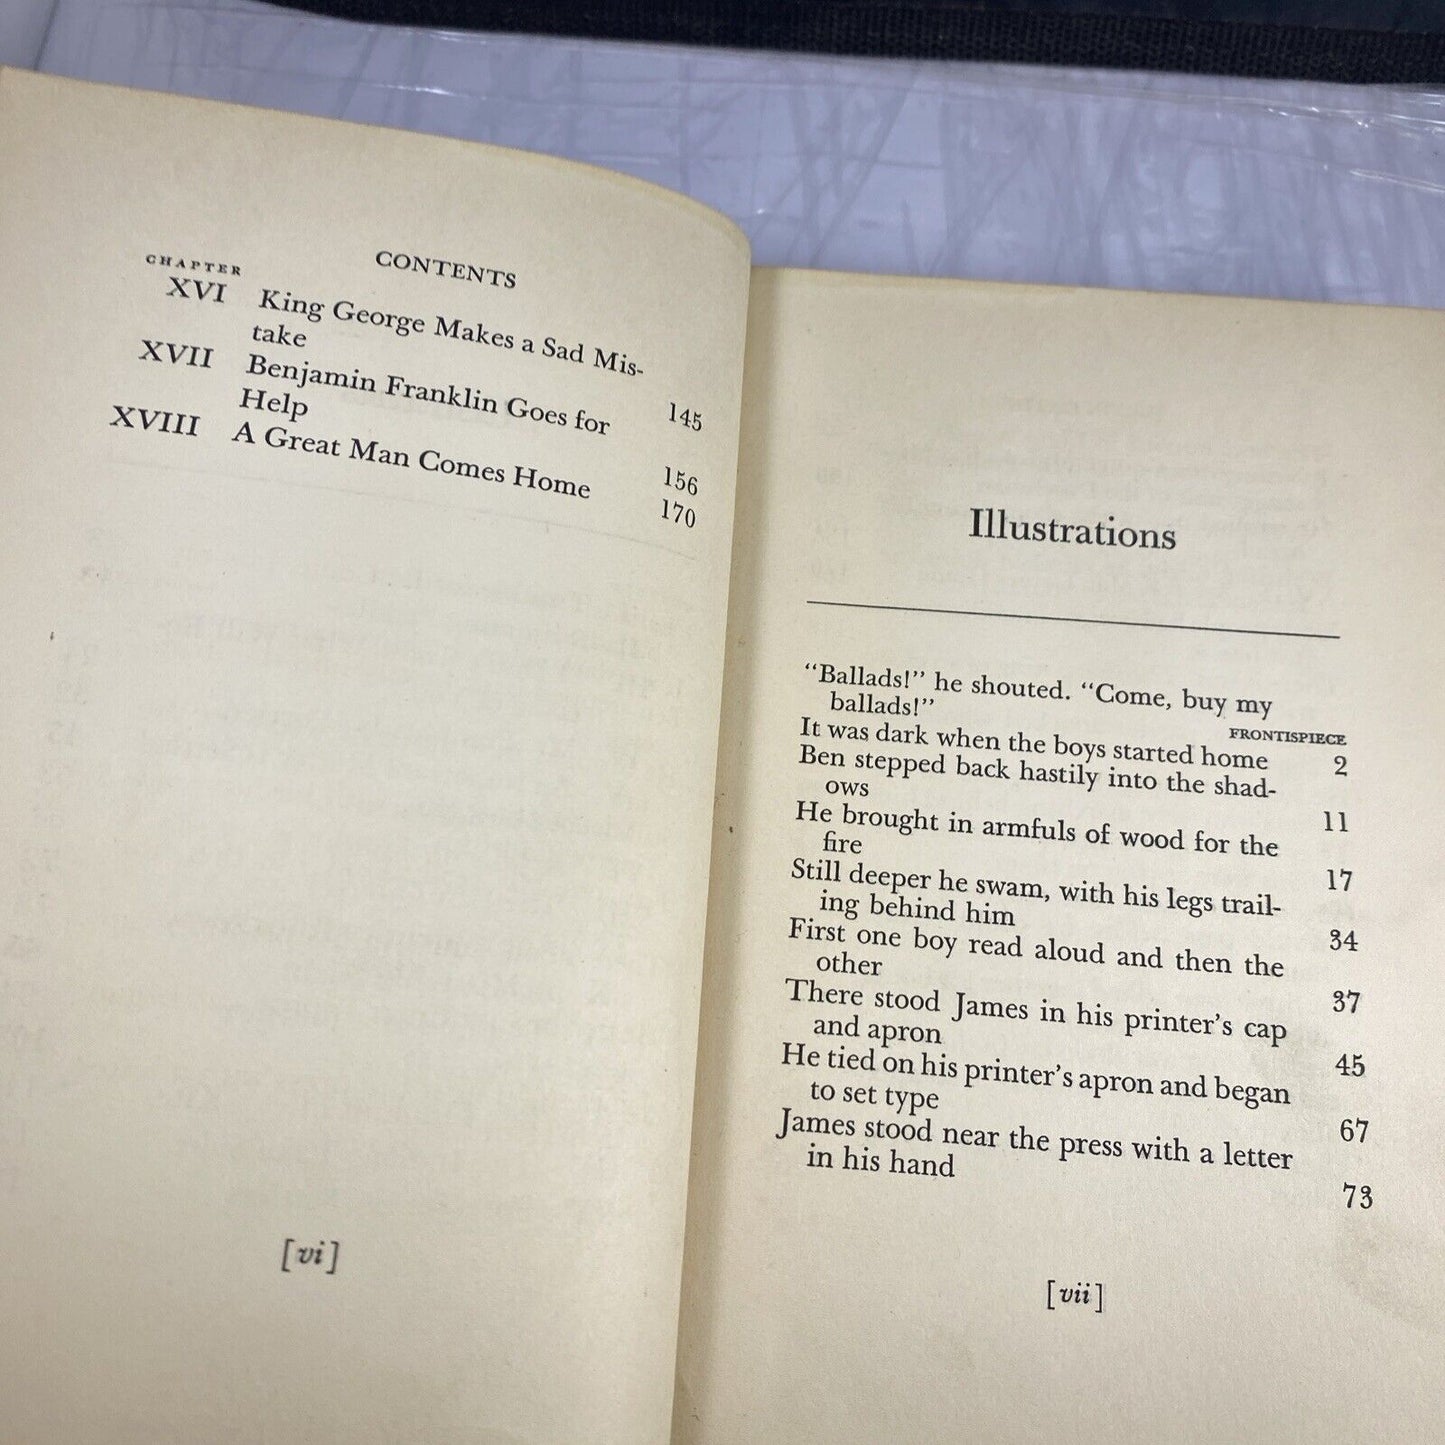 CONTENTS
CHAPTER
XVI King George Makes a Sad Mis-
take 145
XVII Benjamin Franklin Goes for
Help 156
XVIII A Great Man Comes Home 170
[vi]
Illustrations
“Ballads!” he shouted. “Come, buy my
ballads!” FRONTISPIECE
It was dark when the boys started home 2
Ben stepped back hastily into the shad-
ows 11
He brought in armfuls of wood for the
fire 17
Still deeper he swam, with his legs trail-
ing behind him 34
First one boy read aloud and then the
other 37
There stood James in his printer’s cap
and apron 45
He tied on his printer’s apron and began
to set type 67
James stood near the press with a letter
in his hand 73
[vii]